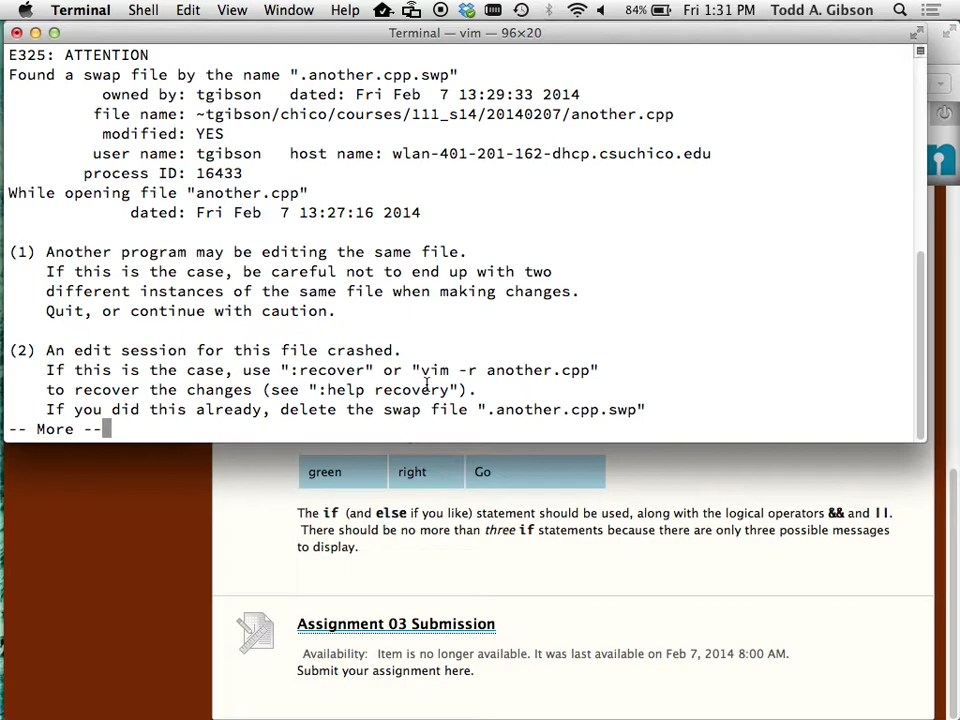 Terminal Shell Edit View Window Help 84% Fri 1:31 PM Todd A. Gibson
Terminal — vim — 96×20
E325: ATTENTION
Found a swap file by the name ".another.cpp.swp"
owned by: tgibson dated: Fri Feb 7 13:29:33 2014
file name: ~tgibson/chico/courses/111_s14/20140207/another.cpp
modified: YES
user name: tgibson host name: wlan-401-201-162-dhcp.csuchico.edu
process ID: 16433
While opening file "another.cpp"
dated: Fri Feb 7 13:27:16 2014
(1) Another program may be editing the same file.
If this is the case, be careful not to end up with two
different instances of the same file when making changes.
Quit, or continue with caution.
(2) An edit session for this file crashed.
If this is the case, use ":recover" or "vim -r another.cpp"
to recover the changes (see ":help recovery").
If you did this already, delete the swap file ".another.cpp.swp"
-- More --
green right Go
The if (and else if you like) statement should be used, along with the logical operators && and ||.
There should be no more than three if statements because there are only three possible messages
to display.
Assignment 03 Submission
Availability: Item is no longer available. It was last available on Feb 7, 2014 8:00 AM.
Submit your assignment here.